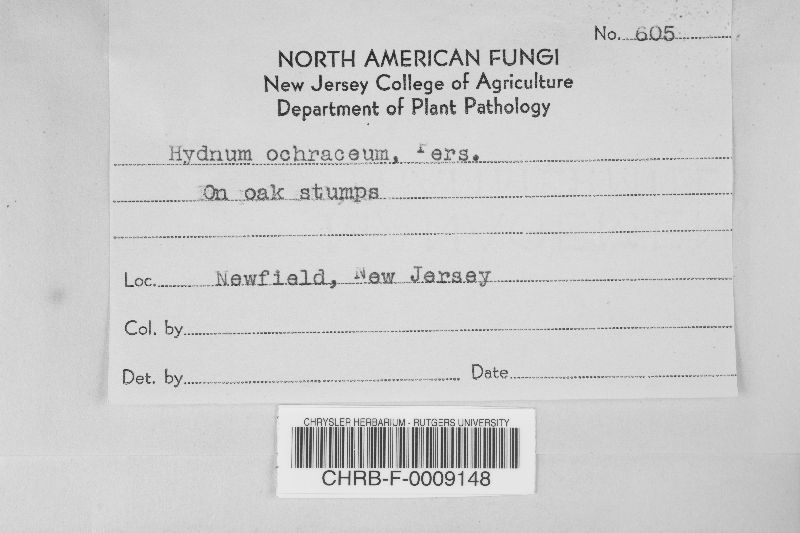 No. 605
NORTH AMERICAN FUNGI
New Jersey College of Agriculture
Department of Plant Pathology
Hydnum ochraceum, Pers.
On oak stumps
Loc. Newfield, New Jersey
Col. by
Det. by Date
CHRYSLER HERBARIUM - RUTGERS UNIVERSITY
CHRB-F-0009148